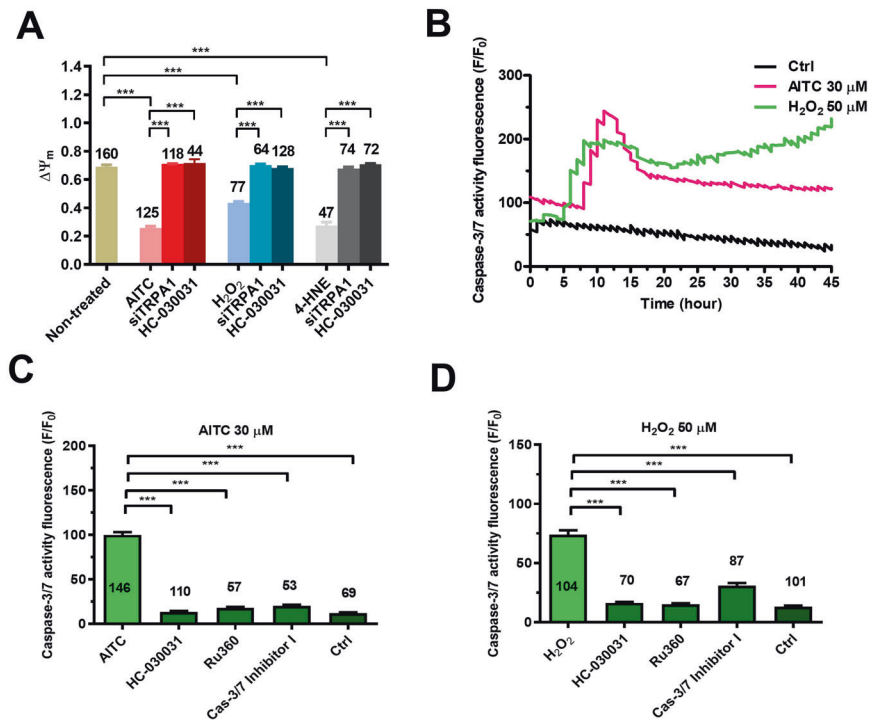 A
***
***
***
***
***
***
***
***
***
ΔΨm
1.4
1.2
1.0
0.8
0.6
0.4
0.2
0.0
160
125
118
44
77
64
128
47
74
72
Non-treated
AITC
siTRPA1
HC-030031
H2O2
siTRPA1
HC-030031
4-HNE
siTRPA1
HC-030031
B
Caspase-3/7 activity fluorescence (F/F0)
300
200
100
0
Ctrl
AITC 30 μM
H2O2 50 μM
0 5 10 15 20 25 30 35 40 45
Time (hour)
C
AITC 30 μM
Caspase-3/7 activity fluorescence (F/F0)
200
150
100
50
0
***
***
***
***
146
110
57
53
69
AITC
HC-030031
Ru360
Cas-3/7 Inhibitor I
Ctrl
D
H2O2 50 μM
Caspase-3/7 activity fluorescence (F/F0)
150
125
100
75
50
25
0
***
***
***
***
104
70
67
87
101
H2O2
HC-030031
Ru360
Cas-3/7 Inhibitor I
Ctrl